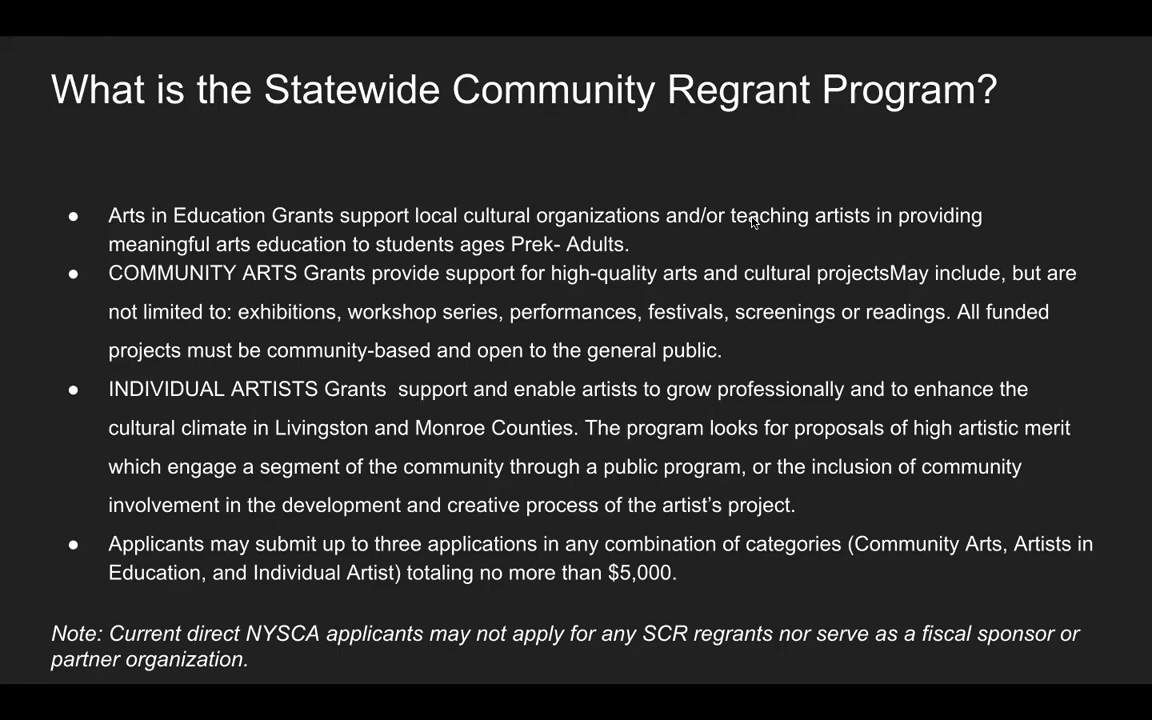 What is the Statewide Community Regrant Program?
● Arts in Education Grants support local cultural organizations and/or teaching artists in providing
meaningful arts education to students ages Prek- Adults.
● COMMUNITY ARTS Grants provide support for high-quality arts and cultural projectsMay include, but are
not limited to: exhibitions, workshop series, performances, festivals, screenings or readings. All funded
projects must be community-based and open to the general public.
● INDIVIDUAL ARTISTS Grants  support and enable artists to grow professionally and to enhance the
cultural climate in Livingston and Monroe Counties. The program looks for proposals of high artistic merit
which engage a segment of the community through a public program, or the inclusion of community
involvement in the development and creative process of the artist’s project.
● Applicants may submit up to three applications in any combination of categories (Community Arts, Artists in
Education, and Individual Artist) totaling no more than $5,000.
Note: Current direct NYSCA applicants may not apply for any SCR regrants nor serve as a fiscal sponsor or
partner organization.